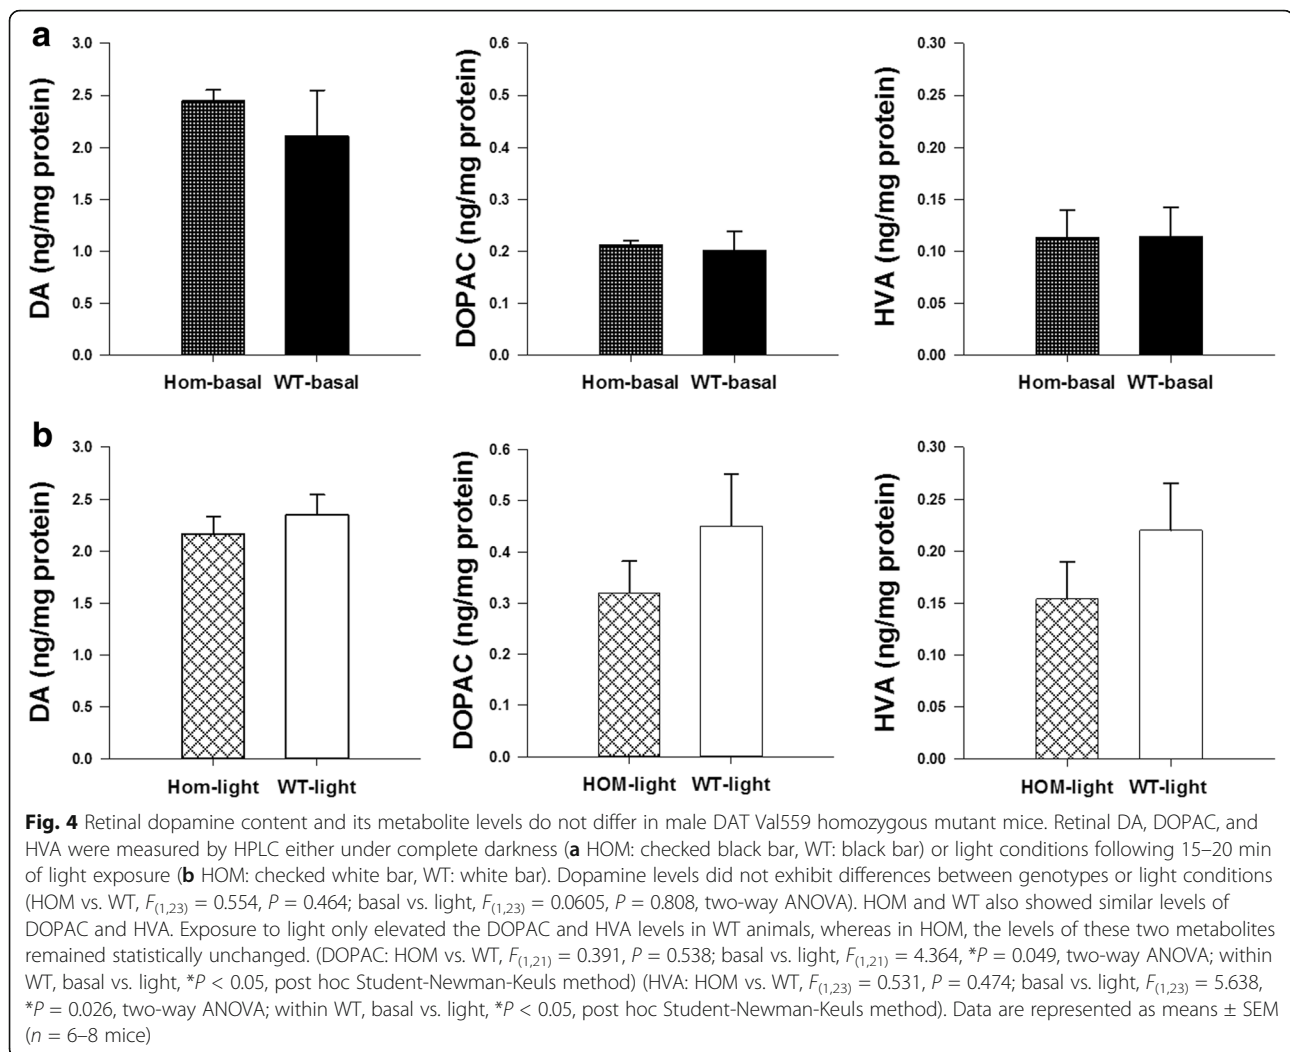 a
DA (ng/mg protein)
3.0
2.5
2.0
1.5
1.0
0.5
0.0
Hom-basal WT-basal
DOPAC (ng/mg protein)
0.6
0.5
0.4
0.3
0.2
0.1
0.0
Hom-basal WT-basal
HVA (ng/mg protein)
0.30
0.25
0.20
0.15
0.10
0.05
0.00
Hom-basal WT-basal
b
DA (ng/mg protein)
3.0
2.5
2.0
1.5
1.0
0.5
0.0
Hom-light WT-light
DOPAC (ng/mg protein)
0.6
0.5
0.4
0.3
0.2
0.1
0.0
HOM-light WT-light
HVA (ng/mg protein)
0.30
0.25
0.20
0.15
0.10
0.05
0.00
HOM-light WT-light
Fig. 4 Retinal dopamine content and its metabolite levels do not differ in male DAT Val559 homozygous mutant mice. Retinal DA, DOPAC, and
HVA were measured by HPLC either under complete darkness (a HOM: checked black bar, WT: black bar) or light conditions following 15–20 min
of light exposure (b HOM: checked white bar, WT: white bar). Dopamine levels did not exhibit differences between genotypes or light conditions
(HOM vs. WT, F(1,23) = 0.554, P = 0.464; basal vs. light, F(1,23) = 0.0605, P = 0.808, two-way ANOVA). HOM and WT also showed similar levels of
DOPAC and HVA. Exposure to light only elevated the DOPAC and HVA levels in WT animals, whereas in HOM, the levels of these two metabolites
remained statistically unchanged. (DOPAC: HOM vs. WT, F(1,21) = 0.391, P = 0.538; basal vs. light, F(1,21) = 4.364, *P = 0.049, two-way ANOVA; within
WT, basal vs. light, *P < 0.05, post hoc Student-Newman-Keuls method) (HVA: HOM vs. WT, F(1,23) = 0.531, P = 0.474; basal vs. light, F(1,23) = 5.638,
*P = 0.026, two-way ANOVA; within WT, basal vs. light, *P < 0.05, post hoc Student-Newman-Keuls method). Data are represented as means ± SEM
(n = 6–8 mice)